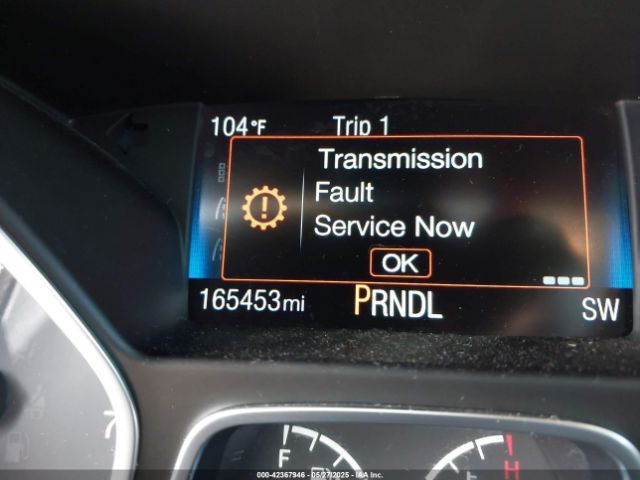 104°F Trip 1
Transmission
Fault
Service Now
OK
165453mi PRNDL SW
F H
000-42367946 - 05/27/2025 - IAA Inc.